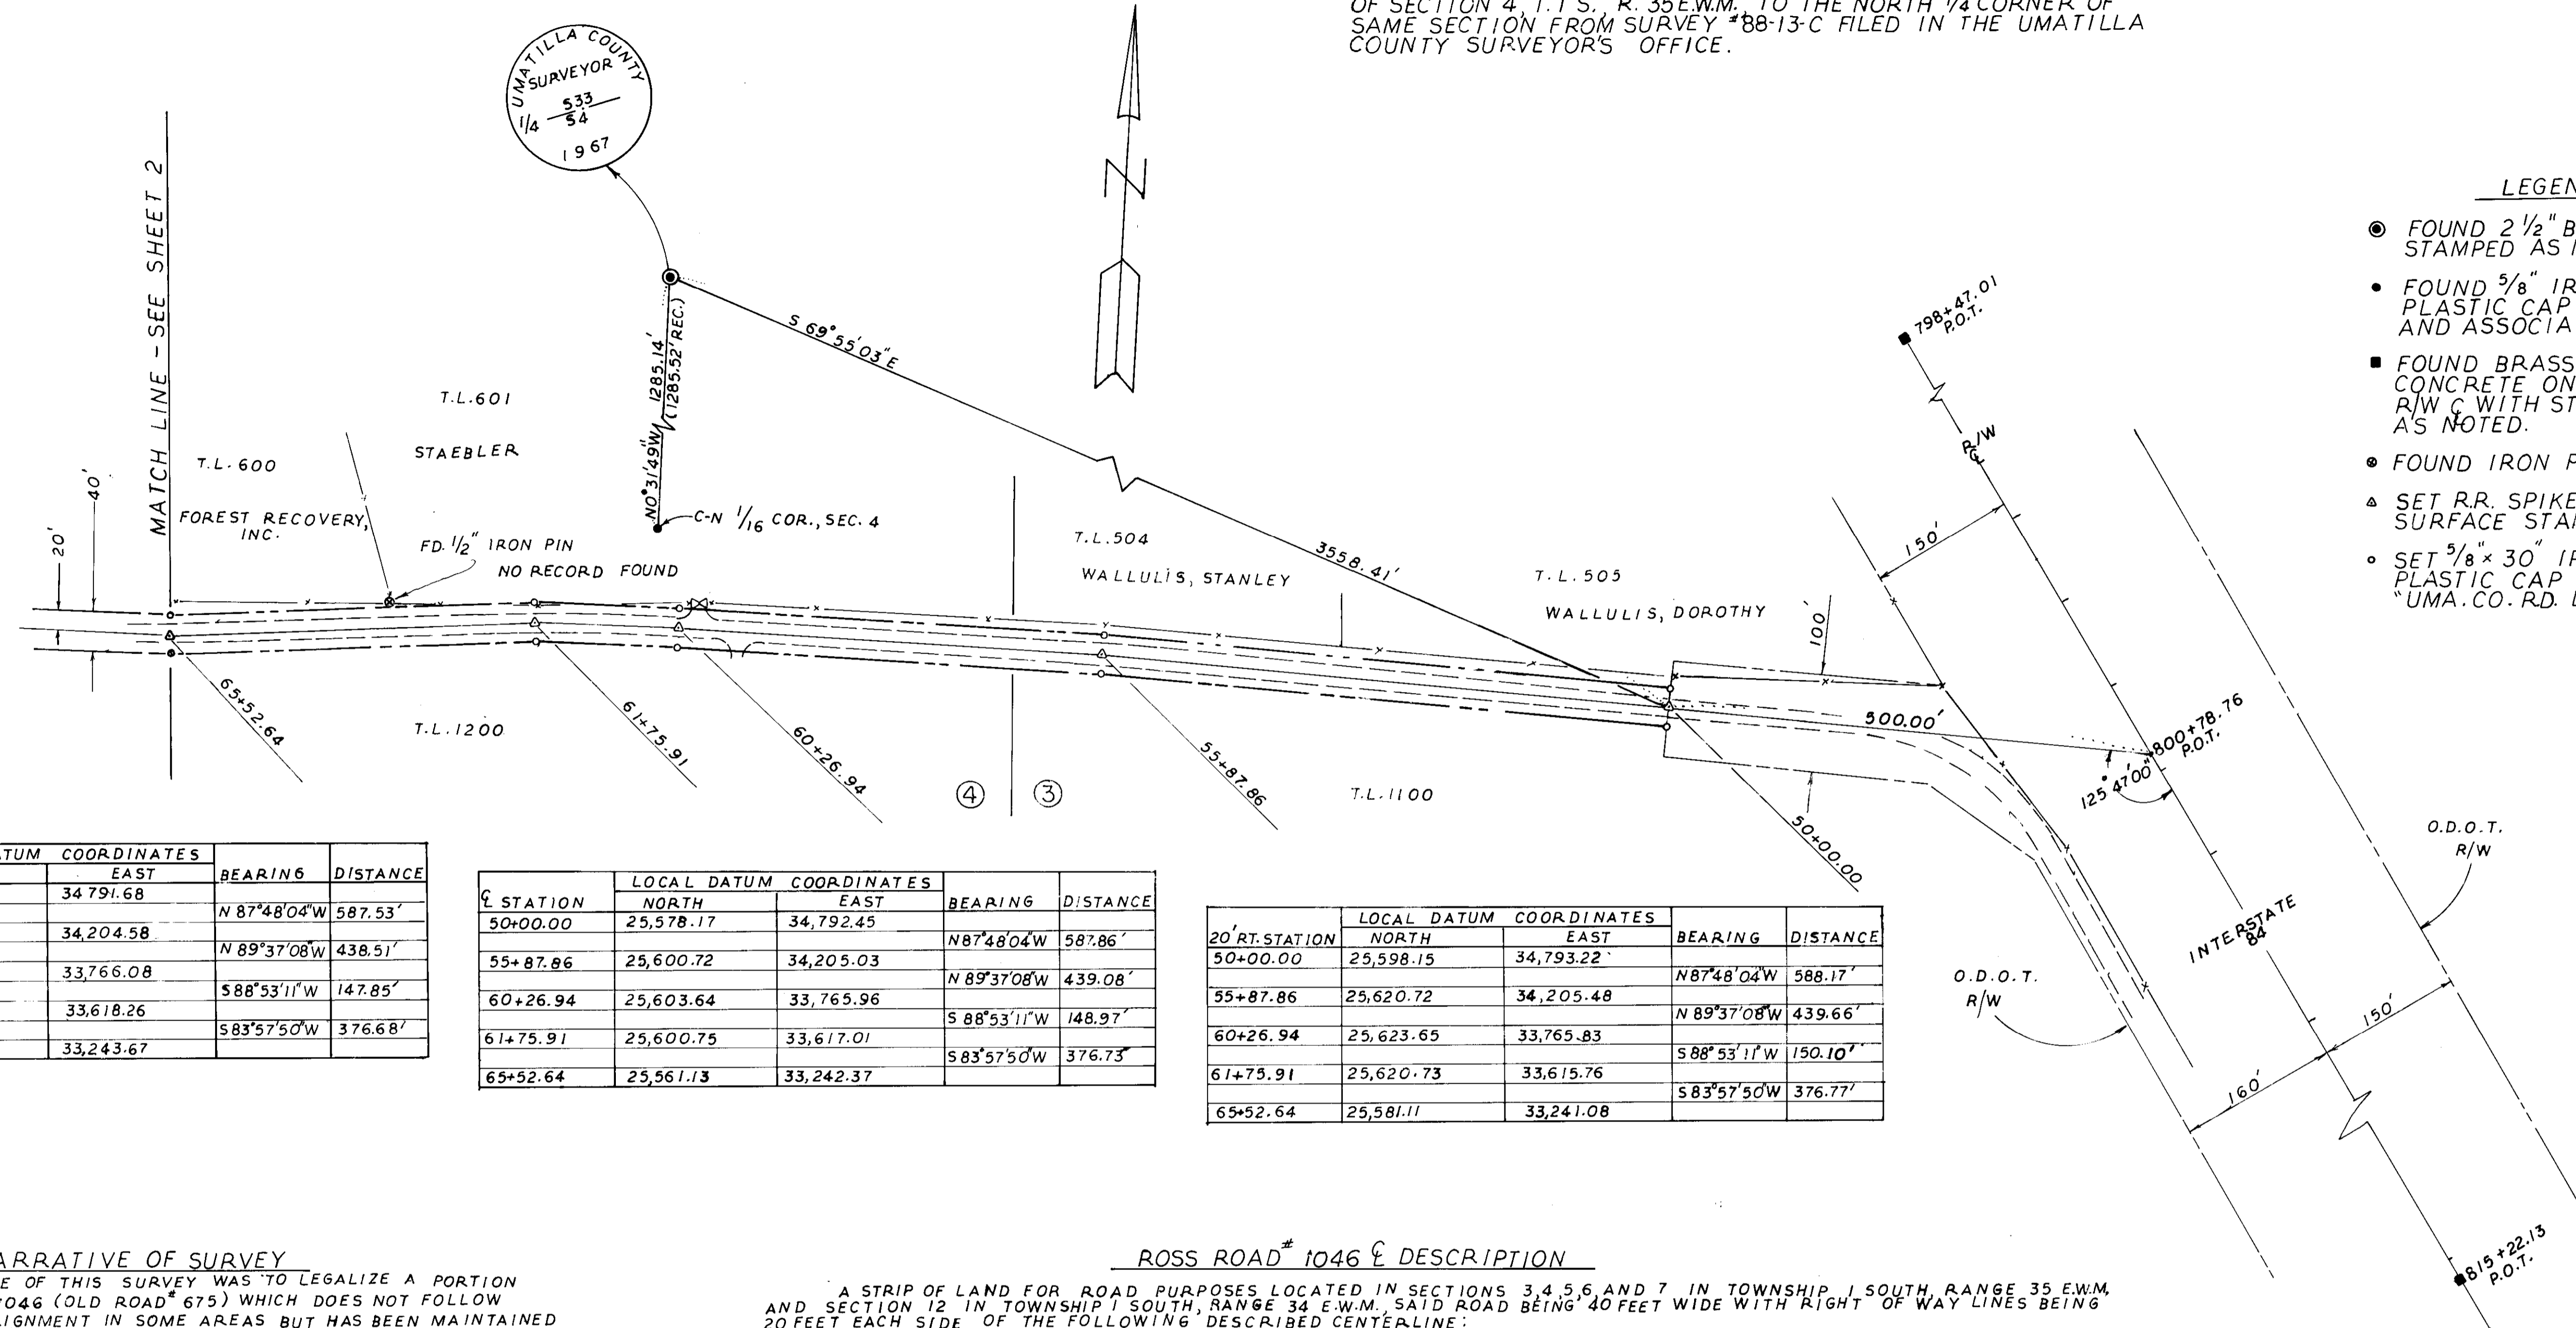 OF SECTION 4, T. 1 S., R. 35 E.W.M., TO THE NORTH 1/4 CORNER OF
SAME SECTION FROM SURVEY #88-13-C FILED IN THE UMATILLA
COUNTY SURVEYOR'S OFFICE.
UMATILLA COUNTY
SURVEYOR
S33
1/4 S4
1967
N
MATCH LINE - SEE SHEET 2
LEGEN
FOUND 2 1/2" B
STAMPED AS
FOUND 5/8" IR
PLASTIC CAP
AND ASSOCIA
FOUND BRASS
CONCRETE ON
R/W ℄ WITH ST
AS NOTED.
FOUND IRON P
SET R.R. SPIKE
SURFACE STA
SET 5/8" x 30" I
PLASTIC CAP
"UMA. CO. RD.
798+47.01
P.O.T.
S 69°55'03" E
3558.41'
1285.14'
(1285.52' REC.)
N0°31'49"W
C-N 1/16 COR., SEC. 4
T.L. 601
STAEBLER
T.L. 600
FOREST RECOVERY,
INC.
FD. 1/2" IRON PIN
NO RECORD FOUND
40'
20'
T.L. 504
WALLULIS, STANLEY
T.L. 505
WALLULIS, DOROTHY
100'
150'
R/W
℄
500.00'
800+78.76
P.O.T.
125°47'00"
65+52.64
T.L. 1200
61+75.91
60+26.94
④ ③
55+87.86
T.L. 1100
50+00.00
O.D.O.T.
R/W
INTERSTATE
84
O.D.O.T.
R/W
150'
160'
815+22.13
P.O.T.
TUM COORDINATES
EAST BEARING DISTANCE
34791.68
N 87°48'04"W 587.53'
34,204.58
N 89°37'08"W 438.51'
33,766.08
S88°53'11"W 147.85'
33,618.26
S83°57'50"W 376.68'
33,243.67
LOCAL DATUM COORDINATES
℄ STATION NORTH EAST BEARING DISTANCE
50+00.00 25,578.17 34,792.45
N87°48'04"W 587.86'
55+87.86 25,600.72 34,205.03
N 89°37'08"W 439.08'
60+26.94 25,603.64 33,765.96
S 88°53'11"W 148.97'
61+75.91 25,600.75 33,617.01
S83°57'50"W 376.73'
65+52.64 25,561.13 33,242.37
LOCAL DATUM COORDINATES
20' RT. STATION NORTH EAST BEARING DISTANCE
50+00.00 25,598.15 34,793.22
N87°48'04"W 588.17'
55+87.86 25,620.72 34,205.48
N 89°37'08"W 439.66'
60+26.94 25,623.65 33,765.83
S88°53'11"W 150.10'
61+75.91 25,620.73 33,615.76
S83°57'50"W 376.77'
65+52.64 25,581.11 33,241.08
ARRATIVE OF SURVEY
E OF THIS SURVEY WAS TO LEGALIZE A PORTION
1046 (OLD ROAD #675) WHICH DOES NOT FOLLOW
LIGNMENT IN SOME AREAS BUT HAS BEEN MAINTAINED
ROSS ROAD #1046 ℄ DESCRIPTION
A STRIP OF LAND FOR ROAD PURPOSES LOCATED IN SECTIONS 3,4,5,6, AND 7 IN TOWNSHIP 1 SOUTH, RANGE 35 E.W.M,
AND SECTION 12 IN TOWNSHIP 1 SOUTH, RANGE 34 E.W.M., SAID ROAD BEING 40 FEET WIDE WITH RIGHT OF WAY LINES BEING
20 FEET EACH SIDE OF THE FOLLOWING DESCRIBED CENTERLINE: